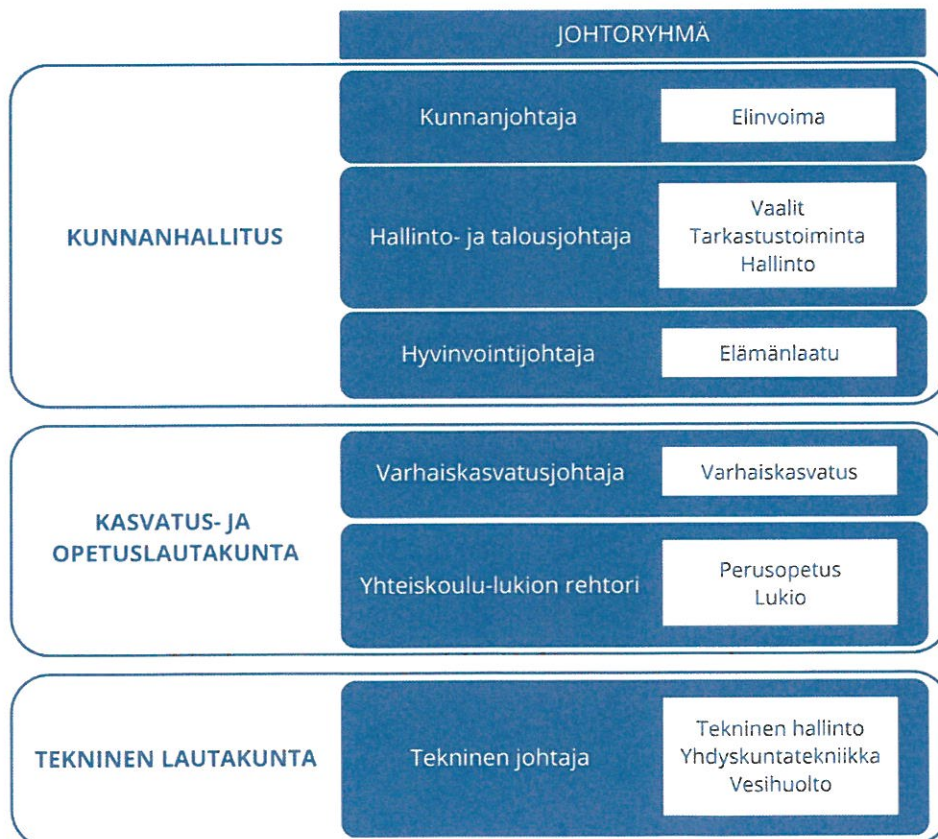 JOHTORYHMÄ
KUNNANHALLITUS
Kunnanjohtaja
Elinvoima
Hallinto- ja talousjohtaja
Vaalit
Tarkastustoiminta
Hallinto
Hyvinvointijohtaja
Elämänlaatu
KASVATUS- JA
OPETUSLAUTAKUNTA
Varhaiskasvatusjohtaja
Varhaiskasvatus
Yhteiskoulu-lukion rehtori
Perusopetus
Lukio
TEKNINEN LAUTAKUNTA
Tekninen johtaja
Tekninen hallinto
Yhdyskuntatekniikka
Vesihuolto